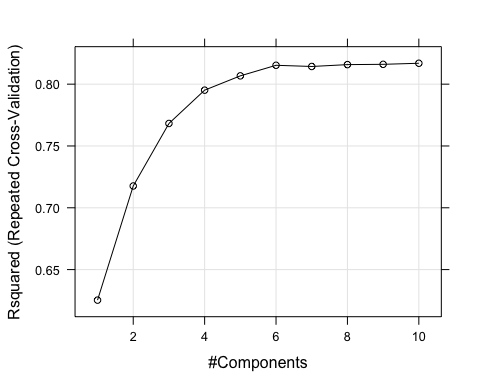 Rsquared (Repeated Cross-Validation)
0.80
0.75
0.70
0.65
2 4 6 8 10
#Components